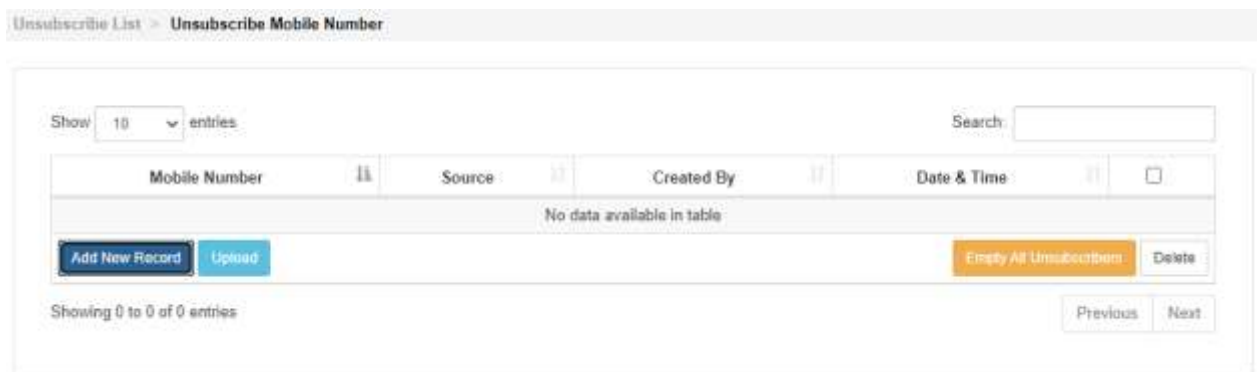 Unsubscribe List > Unsubscribe Mobile Number
Show 10 entries Search:
Mobile Number Source Created By Date & Time
No data available in table
Add New Record Upload Empty All Unsubscribers Delete
Showing 0 to 0 of 0 entries Previous Next